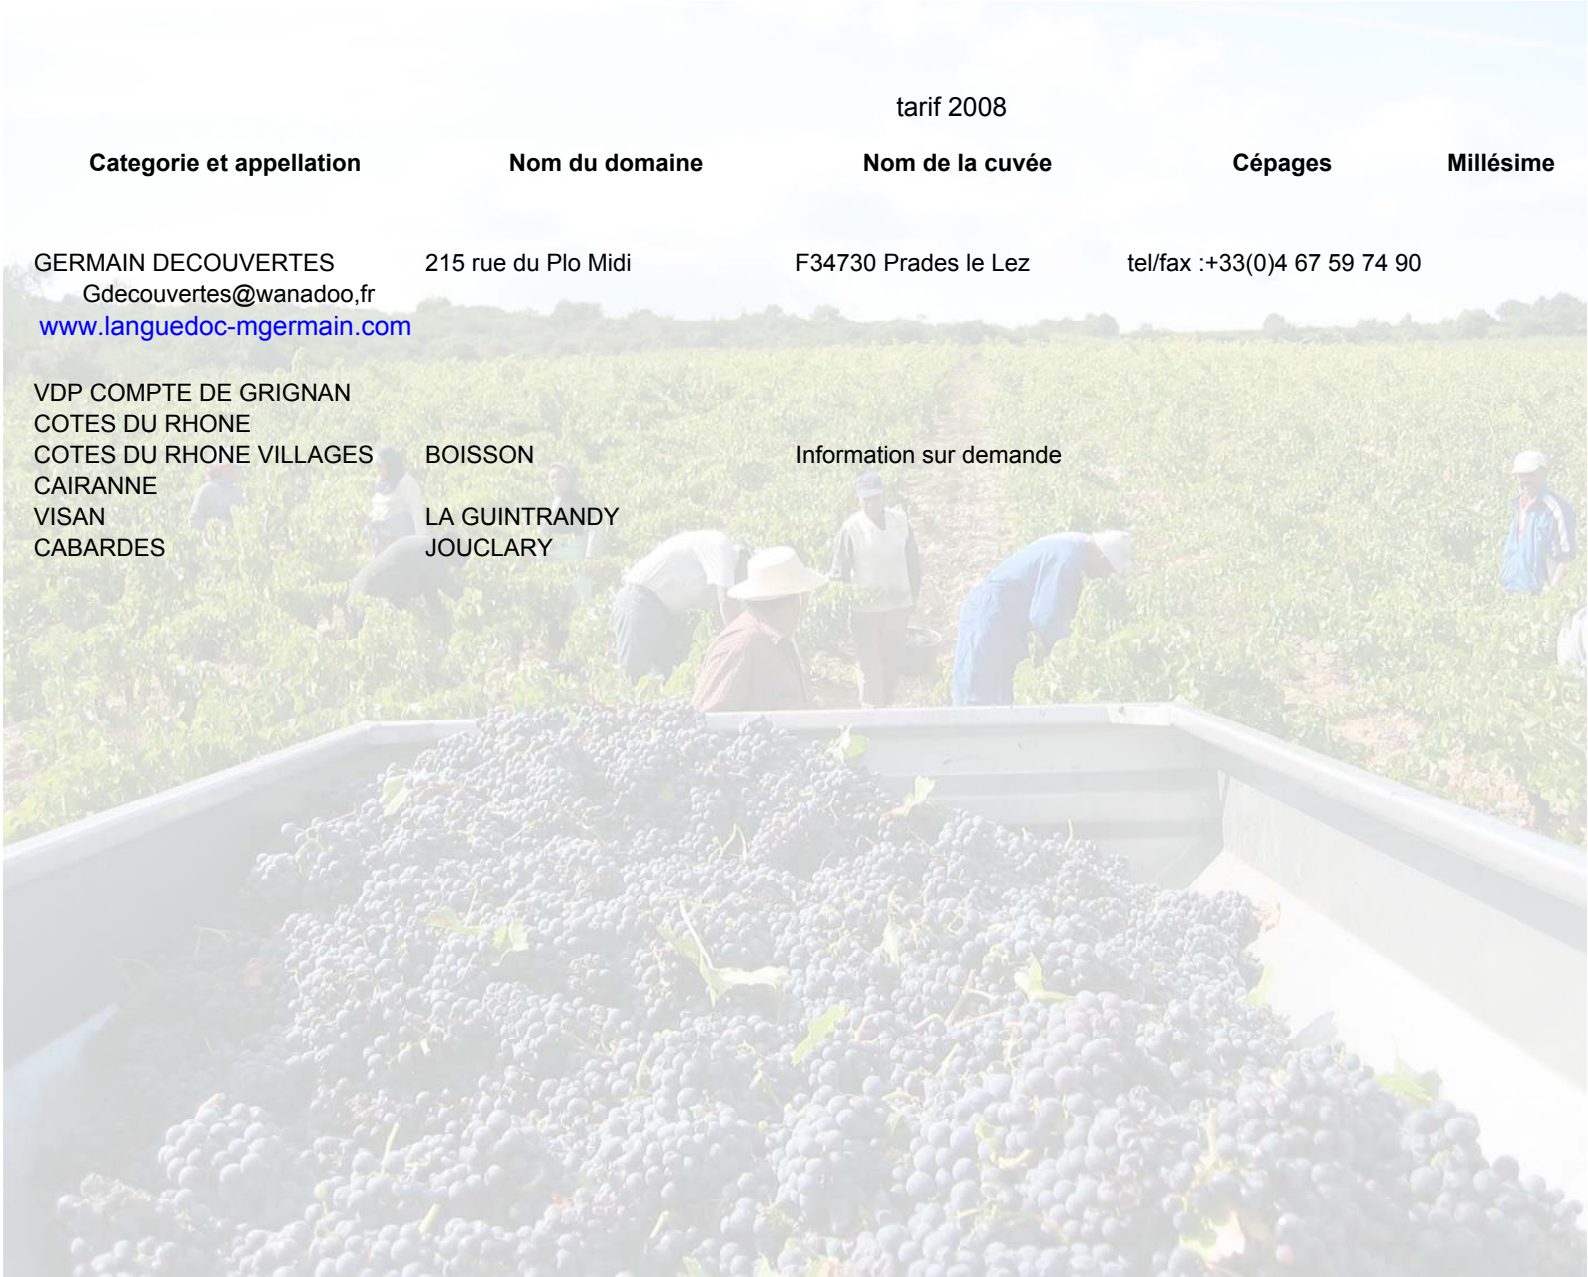 tarif 2008
Categorie et appellation Nom du domaine Nom de la cuvée Cépages Millésime
GERMAIN DECOUVERTES 215 rue du Plo Midi F34730 Prades le Lez tel/fax :+33(0)4 67 59 74 90
Gdecouvertes@wanadoo,fr
www.languedoc-mgermain.com
VDP COMPTE DE GRIGNAN
COTES DU RHONE
COTES DU RHONE VILLAGES BOISSON Information sur demande
CAIRANNE
VISAN LA GUINTRANDY
CABARDES JOUCLARY